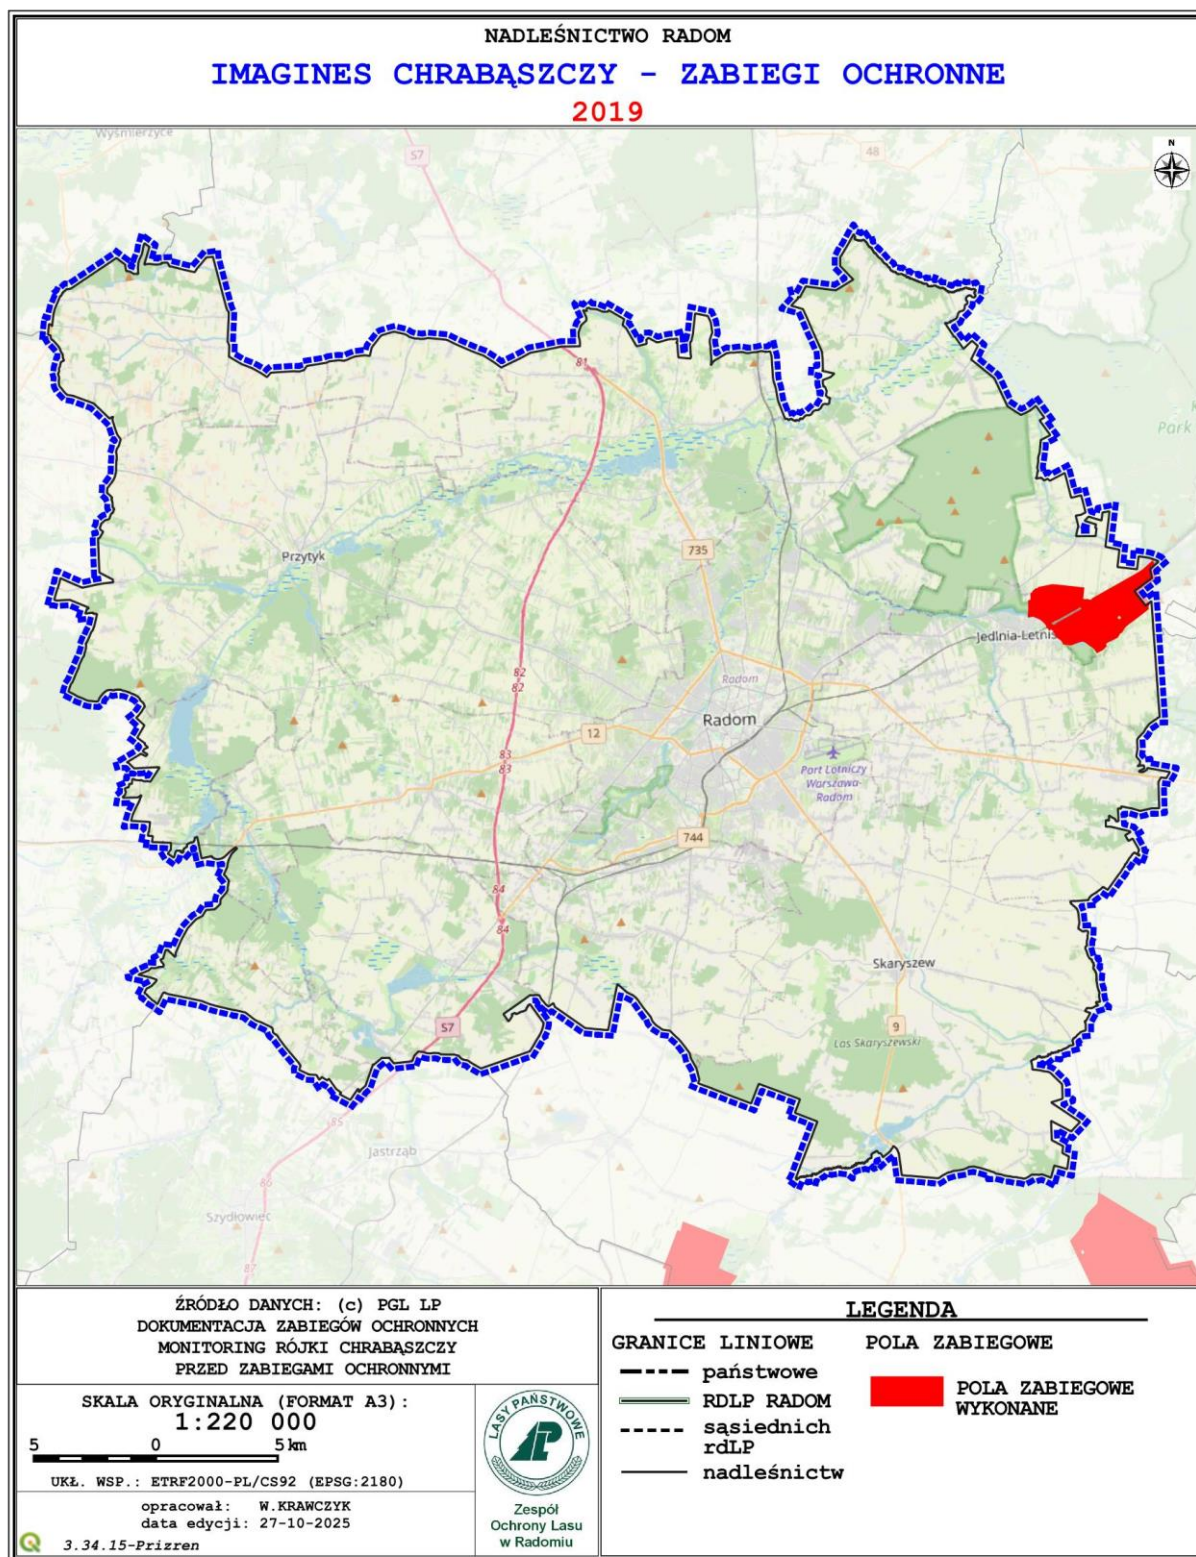 NADLEŚNICTWO RADOM
IMAGINES CHRABĄSZCZY - ZABIEGI OCHRONNE
2019
Wyśmierzyce
S7
48
N
81
Park
Przytyk
735
Jedlnia-Letnis
82
82
Radom
Radom
12
83
83
Port Lotniczy
Warszawa-
Radom
744
84
84
Skaryszew
S7
9
Las Skaryszewski
85
Jastrząb
86
Szydłowiec
87
ŹRÓDŁO DANYCH: (c) PGL LP
DOKUMENTACJA ZABIEGÓW OCHRONNYCH
MONITORING RÓJKI CHRABĄSZCZY
PRZED ZABIEGAMI OCHRONNYMI
SKALA ORYGINALNA (FORMAT A3):
1:220 000
5 0 5 km
UKŁ. WSP.: ETRF2000-PL/CS92 (EPSG:2180)
opracował: W.KRAWCZYK
data edycji: 27-10-2025
3.34.15-Prizren
LASY PAŃSTWOWE
Zespół
Ochrony Lasu
w Radomiu
LEGENDA
GRANICE LINIOWE
państwowe
RDLP RADOM
sąsiednich
rdLP
nadleśnictw
POLA ZABIEGOWE
POLA ZABIEGOWE
WYKONANE